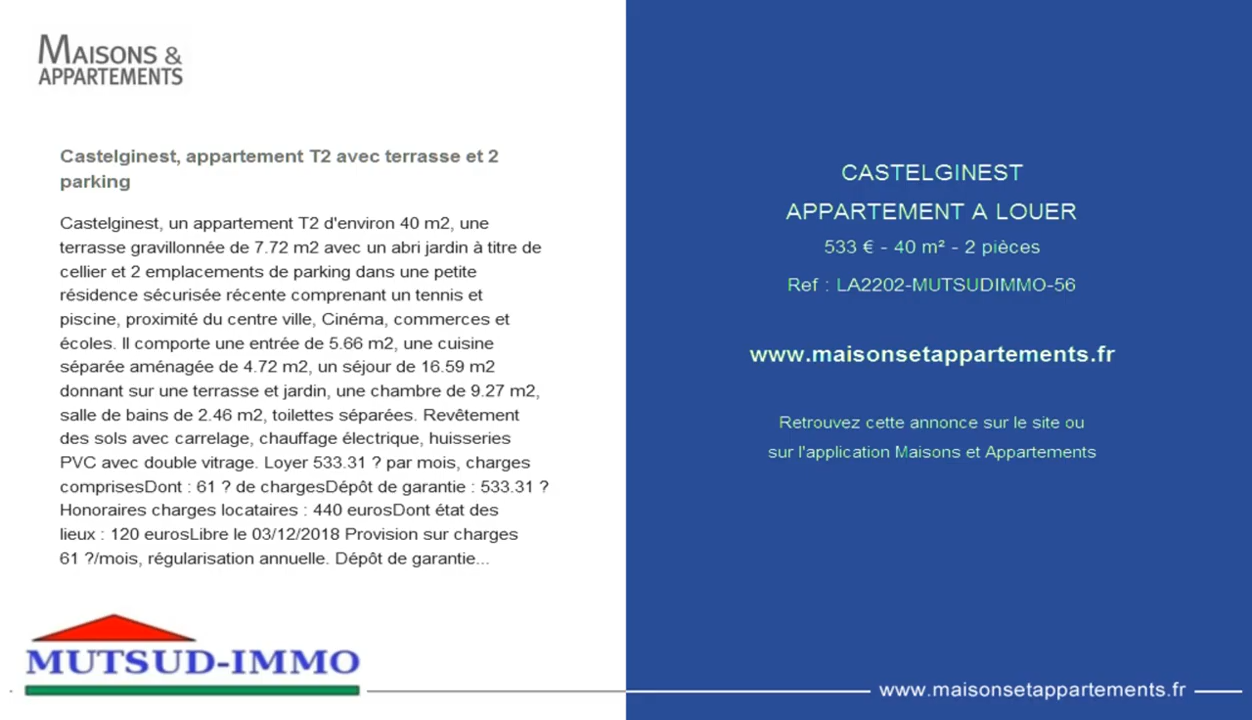 MAISONS &
APPARTEMENTS
Castelginest, appartement T2 avec terrasse et 2
parking
Castelginest, un appartement T2 d'environ 40 m2, une
terrasse gravillonnée de 7.72 m2 avec un abri jardin à titre de
cellier et 2 emplacements de parking dans une petite
résidence sécurisée récente comprenant un tennis et
piscine, proximité du centre ville, Cinéma, commerces et
écoles. Il comporte une entrée de 5.66 m2, une cuisine
séparée aménagée de 4.72 m2, un séjour de 16.59 m2
donnant sur une terrasse et jardin, une chambre de 9.27 m2,
salle de bains de 2.46 m2, toilettes séparées. Revêtement
des sols avec carrelage, chauffage électrique, huisseries
PVC avec double vitrage. Loyer 533.31 ? par mois, charges
comprisesDont : 61 ? de chargesDépôt de garantie : 533.31 ?
Honoraires charges locataires : 440 eurosDont état des
lieux : 120 eurosLibre le 03/12/2018 Provision sur charges
61 ?/mois, régularisation annuelle. Dépôt de garantie...
MUTSUD-IMMO
CASTELGINEST
APPARTEMENT A LOUER
533 € - 40 m² - 2 pièces
Ref : LA2202-MUTSUDIMMO-56
www.maisonsetappartements.fr
Retrouvez cette annonce sur le site ou
sur l'application Maisons et Appartements
www.maisonsetappartements.fr